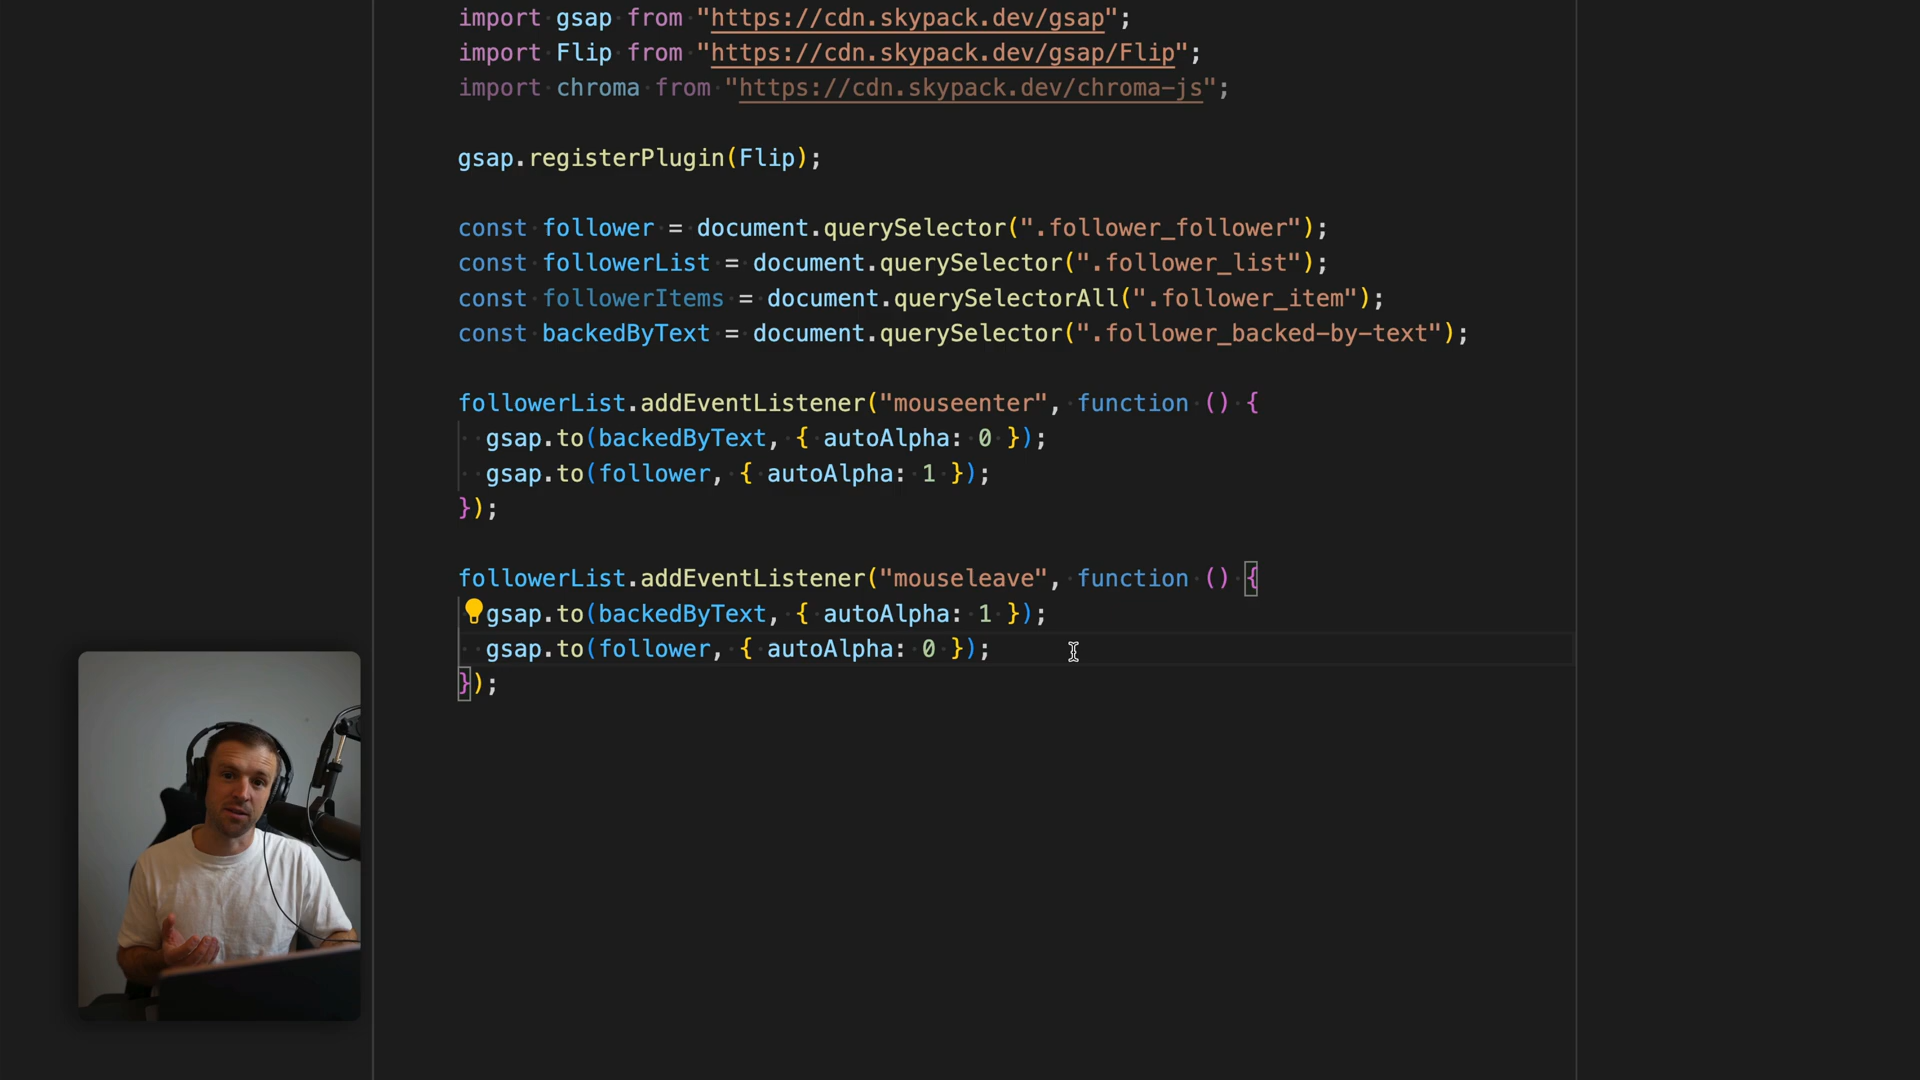 import gsap from "https://cdn.skypack.dev/gsap";
import Flip from "https://cdn.skypack.dev/gsap/Flip";
import chroma from "https://cdn.skypack.dev/chroma-js";
gsap.registerPlugin(Flip);
const follower = document.querySelector(".follower_follower");
const followerList = document.querySelector(".follower_list");
const followerItems = document.querySelectorAll(".follower_item");
const backedByText = document.querySelector(".follower_backed-by-text");
followerList.addEventListener("mouseenter", function () {
  gsap.to(backedByText, { autoAlpha: 0 });
  gsap.to(follower, { autoAlpha: 1 });
});
followerList.addEventListener("mouseleave", function () {
  gsap.to(backedByText, { autoAlpha: 1 });
  gsap.to(follower, { autoAlpha: 0 });
});